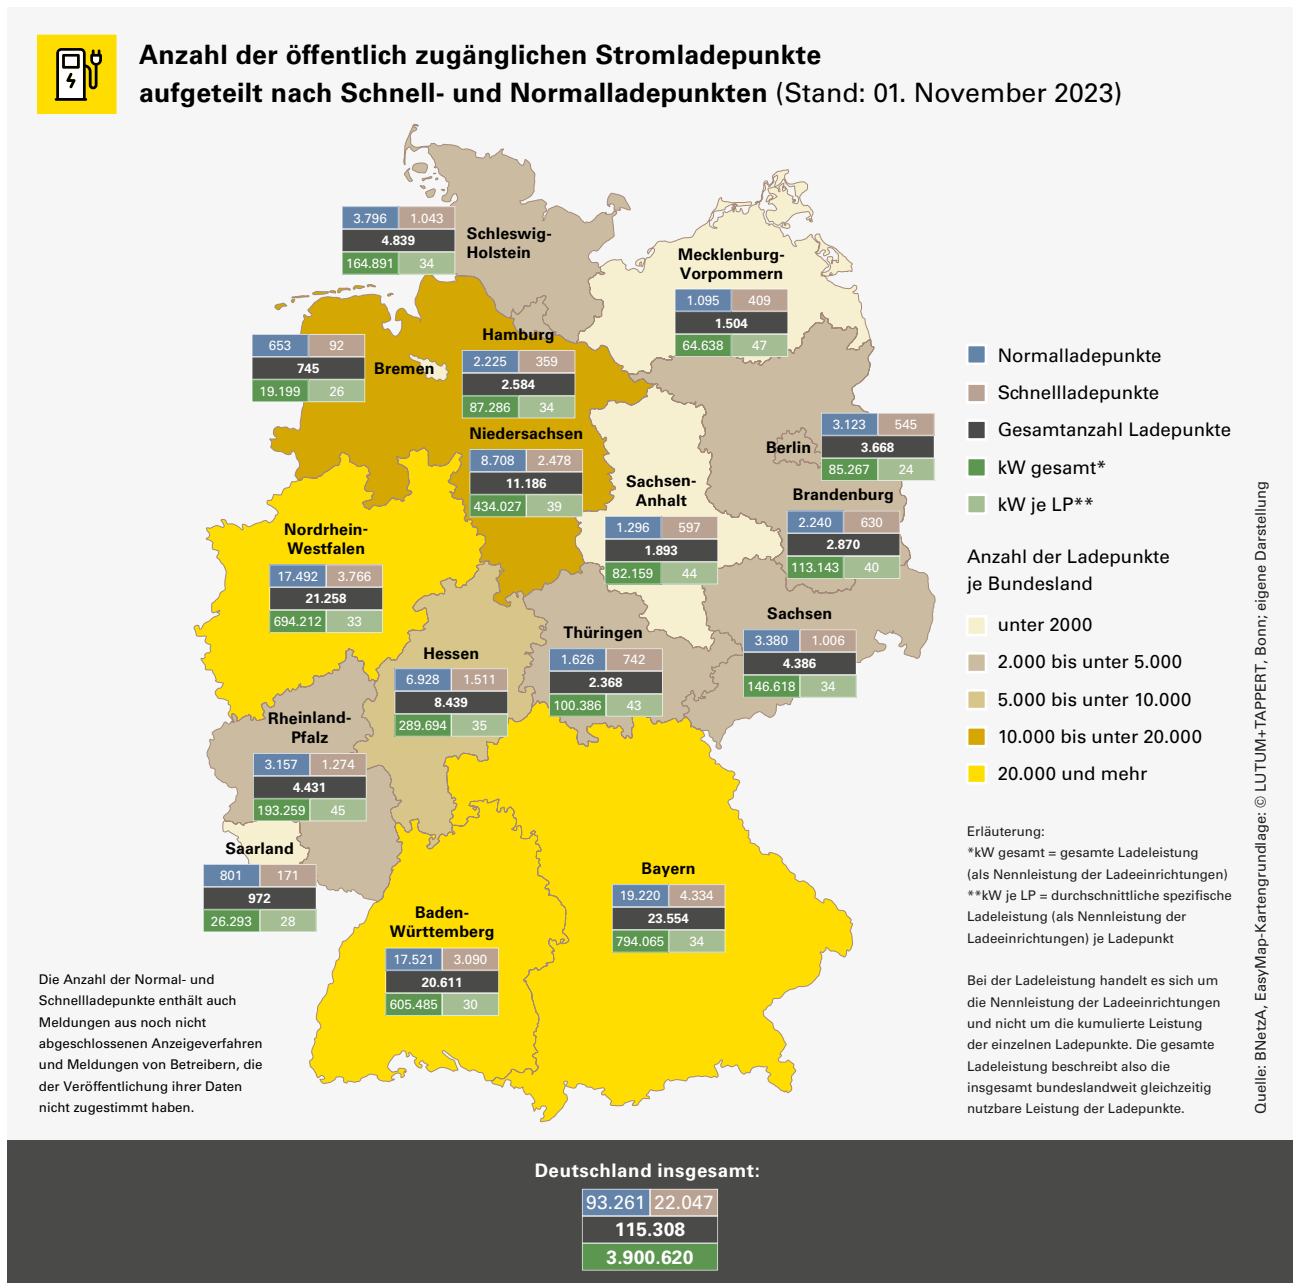 Anzahl der öffentlich zugänglichen Stromladepunkte
aufgeteilt nach Schnell- und Normalladepunkten (Stand: 01. November 2023)
3.796 1.043
4.839
164.891 34
Schleswig-
Holstein
Mecklenburg-
Vorpommern
1.095 409
1.504
64.638 47
653 92
745
19.199 26
Bremen
Hamburg
2.225 359
2.584
87.286 34
Niedersachsen
8.708 2.478
11.186
434.027 39
Berlin
3.123 545
3.668
85.267 24
Sachsen-
Anhalt
1.296 597
1.893
82.159 44
Brandenburg
2.240 630
2.870
113.143 40
Nordrhein-
Westfalen
17.492 3.766
21.258
694.212 33
Sachsen
3.380 1.006
4.386
146.618 34
Thüringen
1.626 742
2.368
100.386 43
Hessen
6.928 1.511
8.439
289.694 35
Rheinland-
Pfalz
3.157 1.274
4.431
193.259 45
Saarland
801 171
972
26.293 28
Bayern
19.220 4.334
23.554
794.065 34
Baden-
Württemberg
17.521 3.090
20.611
605.485 30
Normalladepunkte
Schnellladepunkte
Gesamtanzahl Ladepunkte
kW gesamt*
kW je LP**
Anzahl der Ladepunkte
je Bundesland
unter 2000
2.000 bis unter 5.000
5.000 bis unter 10.000
10.000 bis unter 20.000
20.000 und mehr
Erläuterung:
*kW gesamt = gesamte Ladeleistung
(als Nennleistung der Ladeeinrichtungen)
**kW je LP = durchschnittliche spezifische
Ladeleistung (als Nennleistung der
Ladeeinrichtungen) je Ladepunkt
Bei der Ladeleistung handelt es sich um
die Nennleistung der Ladeeinrichtungen
und nicht um die kumulierte Leistung
der einzelnen Ladepunkte. Die gesamte
Ladeleistung beschreibt also die
insgesamt bundeslandweit gleichzeitig
nutzbare Leistung der Ladepunkte.
Quelle: BNetzA, EasyMap-Kartengrundlage: © LUTUM+TAPPERT, Bonn; eigene Darstellung
Die Anzahl der Normal- und
Schnellladepunkte enthält auch
Meldungen aus noch nicht
abgeschlossenen Anzeigeverfahren
und Meldungen von Betreibern, die
der Veröffentlichung ihrer Daten
nicht zugestimmt haben.
Deutschland insgesamt:
93.261 22.047
115.308
3.900.620